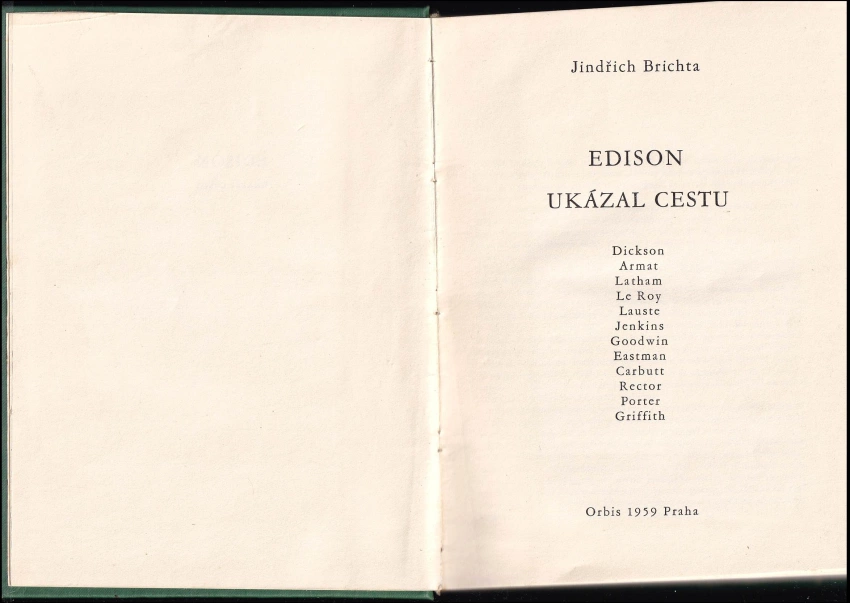 Jindřich Brichta
EDISON
UKÁZAL CESTU
Dickson
Armat
Latham
Le Roy
Lauste
Jenkins
Goodwin
Eastman
Carbutt
Rector
Porter
Griffith
Orbis 1959 Praha